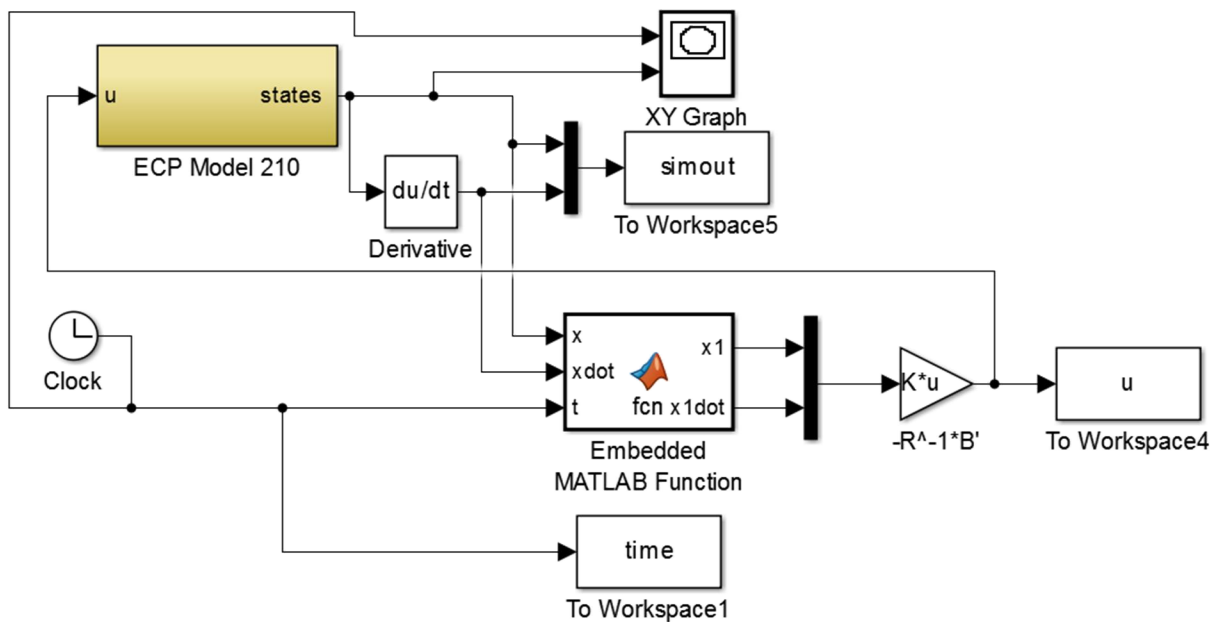 u
states
ECP Model 210
XY Graph
simout
To Workspace5
du/dt
Derivative
Clock
x
xdot
t
fcn
x1
x1dot
Embedded
MATLAB Function
K*u
-R^-1*B'
u
To Workspace4
time
To Workspace1